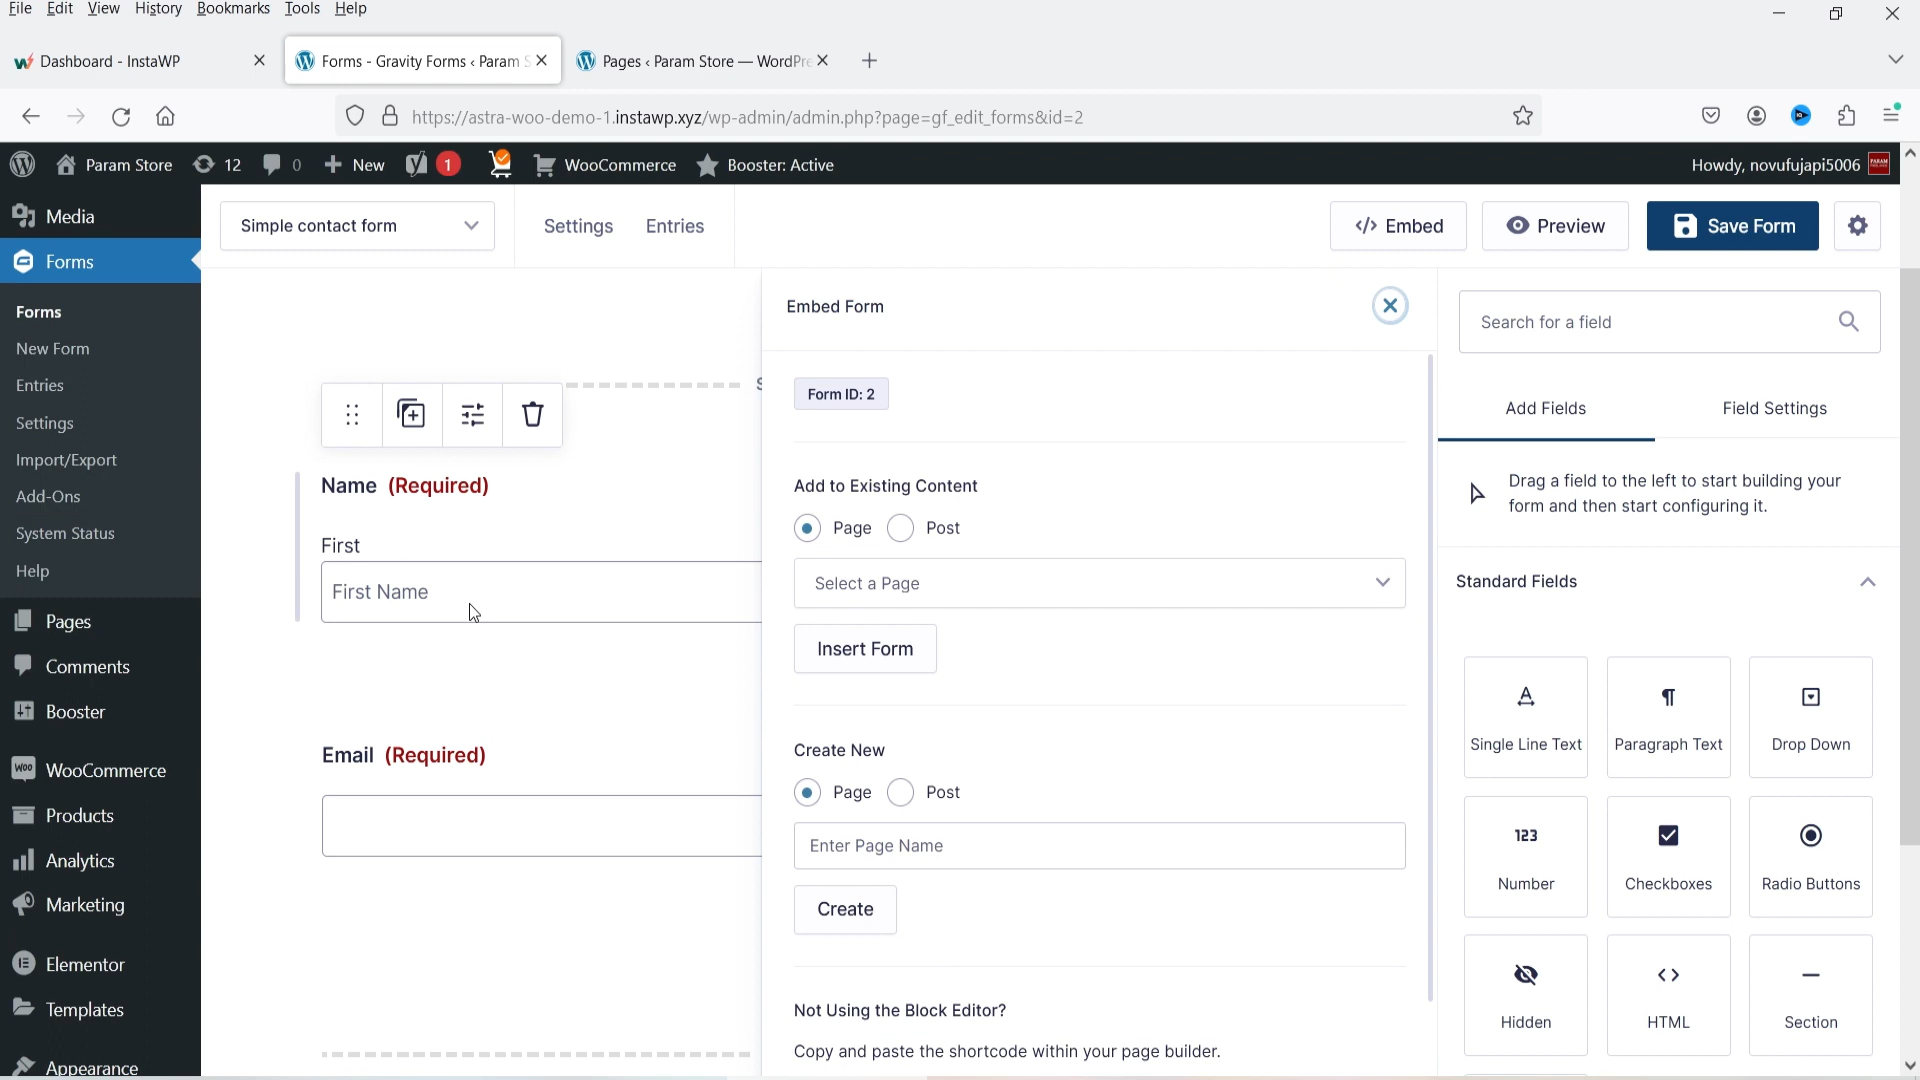 File Edit View History Bookmarks Tools Help
Dashboard - InstaWP
Forms - Gravity Forms ‹ Param S
Pages ‹ Param Store — WordPre
https://astra-woo-demo-1.instawp.xyz/wp-admin/admin.php?page=gf_edit_forms&id=2
Param Store 12 0 New 1 WooCommerce Booster: Active Howdy, novufujapi5006
Media
Forms
Forms
New Form
Entries
Settings
Import/Export
Add-Ons
System Status
Help
Pages
Comments
Booster
WooCommerce
Products
Analytics
Marketing
Elementor
Templates
Appearance
Simple contact form Settings Entries Embed Preview Save Form
Name (Required)
First
First Name
Email (Required)
S
Embed Form
Form ID: 2
Add to Existing Content
Page Post
Select a Page
Insert Form
Create New
Page Post
Enter Page Name
Create
Not Using the Block Editor?
Copy and paste the shortcode within your page builder.
Search for a field
Add Fields Field Settings
Drag a field to the left to start building your
form and then start configuring it.
Standard Fields
Single Line Text Paragraph Text Drop Down
123
Number Checkboxes Radio Buttons
Hidden HTML Section